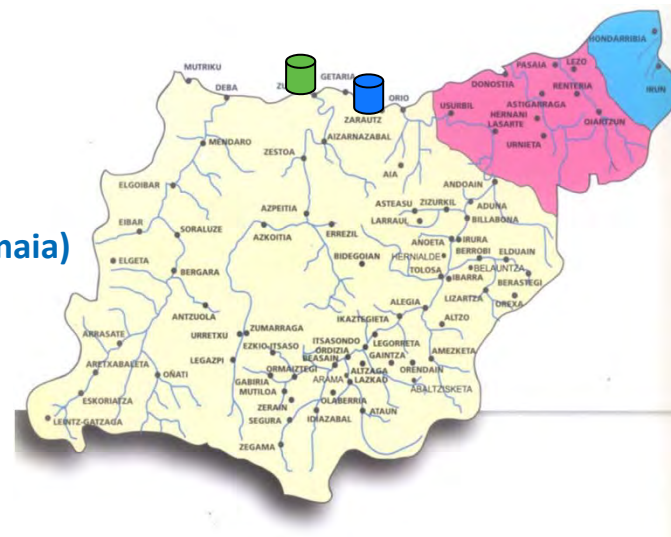 HONDARRIBIA
IRUN
PASAIA
LEZO
DONOSTIA
RENTERIA
ASTIGARRAGA
OIARTZUN
HERNANI
LASARTE
URNIETA
USURBIL
MUTRIKU
DEBA
GETARIA
ZARAUTZ
ORIO
AIZARNAZABAL
MENDARO
ZESTOA
AIA
ANDOAIN
ELGOIBAR
ASTEASU
ZIZURKIL
ADUNA
LARRAUL
BILLABONA
AZPEITIA
EIBAR
SORALUZE
AZKOITIA
ERREZIL
naia)
ANOETA
IRURA
HERNIALDE
BERROBI
ELDUAIN
ELGETA
BIDEGOIAN
TOLOSA
IBARRA
BELAUNTZA
BERASTEGI
BERGARA
LIZARTZA
OREXA
ANTZUOLA
IKAZTEGIETA
ALEGIA
ALTZO
URRETXU
ZUMARRAGA
ARRASATE
EZKIO-ITSASO
ITSASONDO
LEGORRETA
ORDIZIA
BEASAIN
GAINTZA
AMEZKETA
LEGAZPI
ORMAIZTEGI
ALTZAGA
ORENDAIN
ARETXABALETA
OÑATI
GABIRIA
ARAMA
LAZKAO
ABALTZISKETA
MUTILOA
ESKORIATZA
ZERAIN
OLABERRIA
SEGURA
IDIAZABAL
ATAUN
LEINTZ-GATZAGA
ZEGAMA